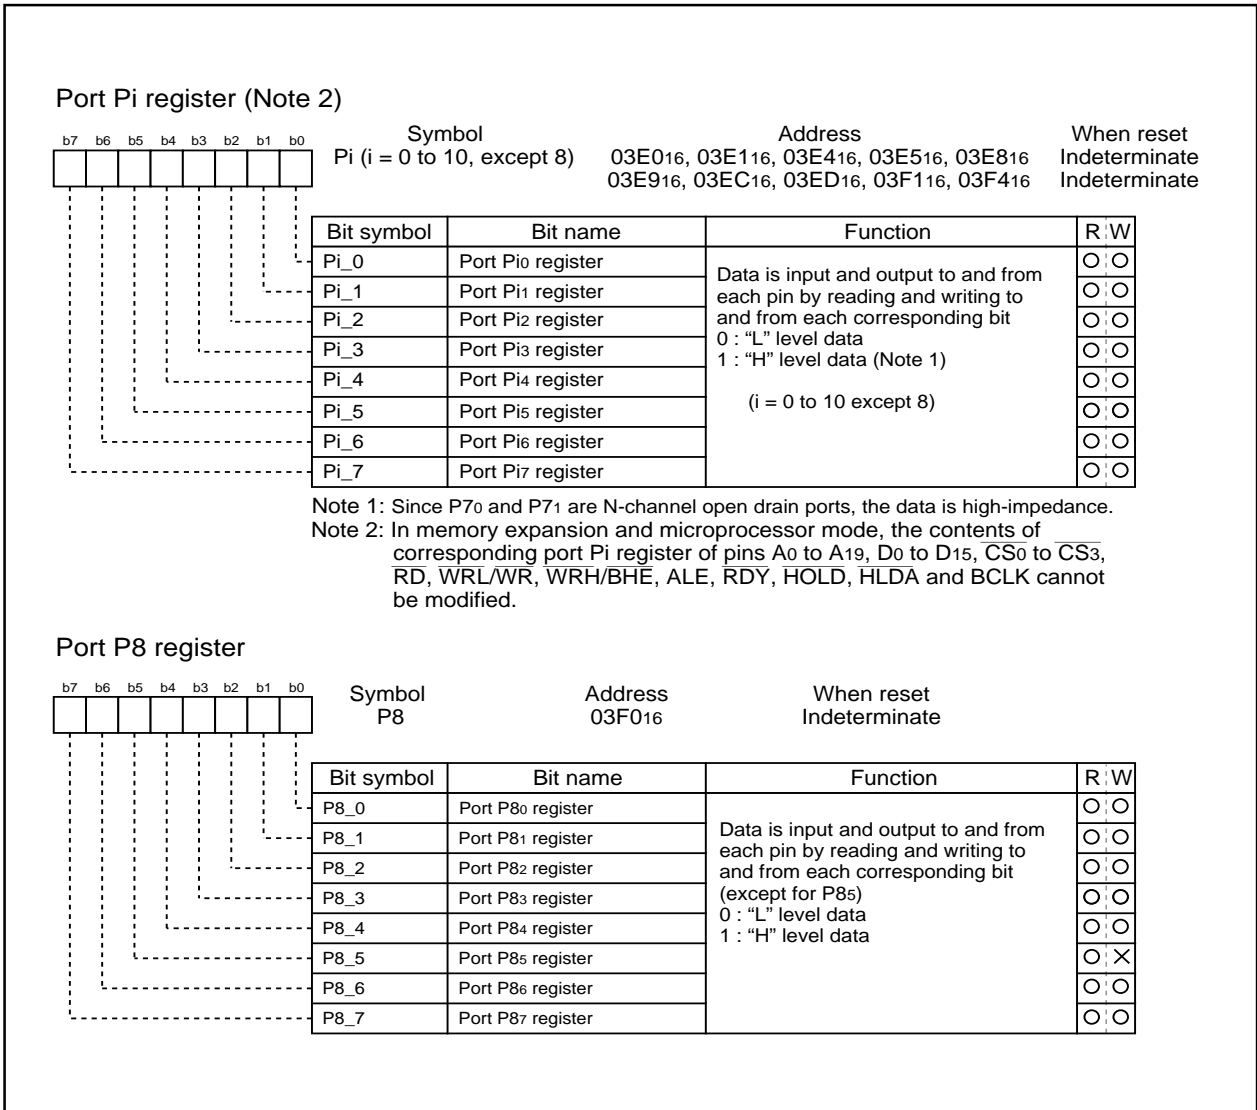 Port Pi register (Note 2)
b7 b6 b5 b4 b3 b2 b1 b0
Symbol Address When reset
Pi (i = 0 to 10, except 8) 03E016, 03E116, 03E416, 03E516, 03E816 Indeterminate
03E916, 03EC16, 03ED16, 03F116, 03F416 Indeterminate
Bit symbol Bit name Function R W
Pi_0 Port Pi0 register
Pi_1 Port Pi1 register
Pi_2 Port Pi2 register
Pi_3 Port Pi3 register
Pi_4 Port Pi4 register
Pi_5 Port Pi5 register
Pi_6 Port Pi6 register
Pi_7 Port Pi7 register
Data is input and output to and from
each pin by reading and writing to
and from each corresponding bit
0 : “L” level data
1 : “H” level data (Note 1)
(i = 0 to 10 except 8)
Note 1: Since P70 and P71 are N-channel open drain ports, the data is high-impedance.
Note 2: In memory expansion and microprocessor mode, the contents of
corresponding port Pi register of pins A0 to A19, D0 to D15, CS0 to CS3,
RD, WRL/WR, WRH/BHE, ALE, RDY, HOLD, HLDA and BCLK cannot
be modified.
Port P8 register
b7 b6 b5 b4 b3 b2 b1 b0
Symbol Address When reset
P8 03F016 Indeterminate
Bit symbol Bit name Function R W
P8_0 Port P80 register
P8_1 Port P81 register
P8_2 Port P82 register
P8_3 Port P83 register
P8_4 Port P84 register
P8_5 Port P85 register
P8_6 Port P86 register
P8_7 Port P87 register
Data is input and output to and from
each pin by reading and writing to
and from each corresponding bit
(except for P85)
0 : “L” level data
1 : “H” level data